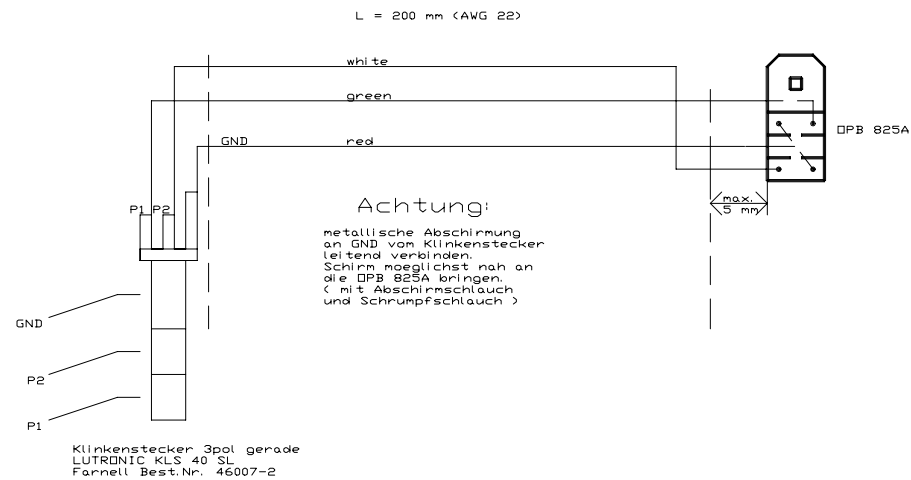 L = 200 mm (AWG 22)
white
green
GND
red
OPB 825A
P1 P2
max.
5 mm
Achtung:
metallische Abschirmung
an GND vom Klinkenstecker
leitend verbinden.
Schirm moeglichst nah an
die OPB 825A bringen.
( mit Abschirmschlauch
und Schrumpfschlauch )
GND
P2
P1
Klinkenstecker 3pol gerade
LUTRONIC KLS 40 SL
Farnell Best.Nr. 46007-2